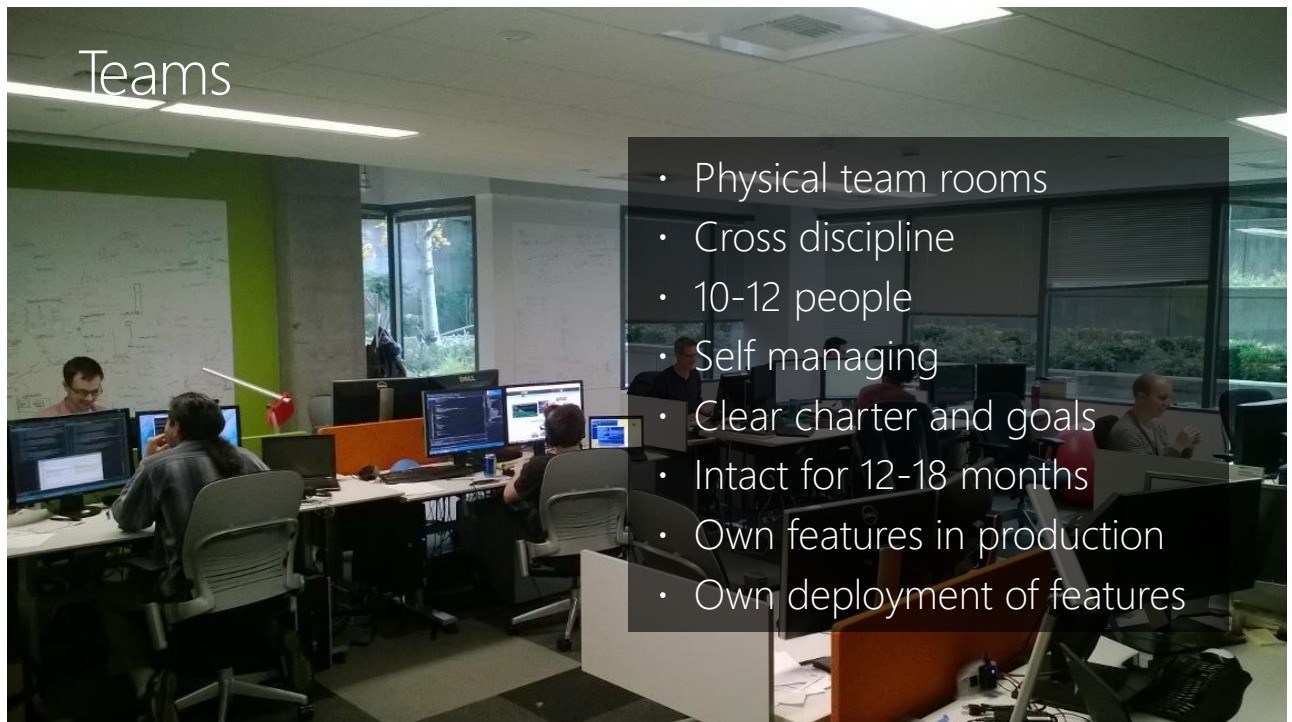 Teams
• Physical team rooms
• Cross discipline
• 10-12 people
• Self managing
• Clear charter and goals
• Intact for 12-18 months
• Own features in production
• Own deployment of features
DELL